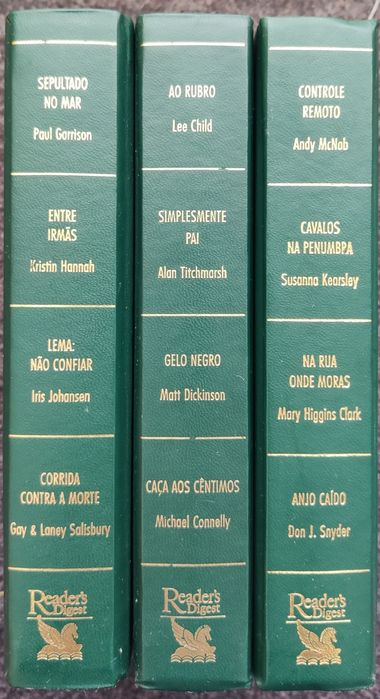 SEPULTADO
NO MAR
Paul Garrison
ENTRE
IRMÃS
Kristin Hannah
LEMA:
NÃO CONFIAR
Iris Johansen
CORRIDA
CONTRA A MORTE
Gay & Laney Salisbury
Reader's
Digest
AO RUBRO
Lee Child
SIMPLESMENTE
PAI
Alan Titchmarsh
GELO NEGRO
Matt Dickinson
CAÇA AOS CÊNTIMOS
Michael Connelly
Reader's
Digest
CONTROLE
REMOTO
Andy McNab
CAVALOS
NA PENUMBRA
Susanna Kearsley
NA RUA
ONDE MORAS
Mary Higgins Clark
ANJO CAÍDO
Don J. Snyder
Reader's
Digest